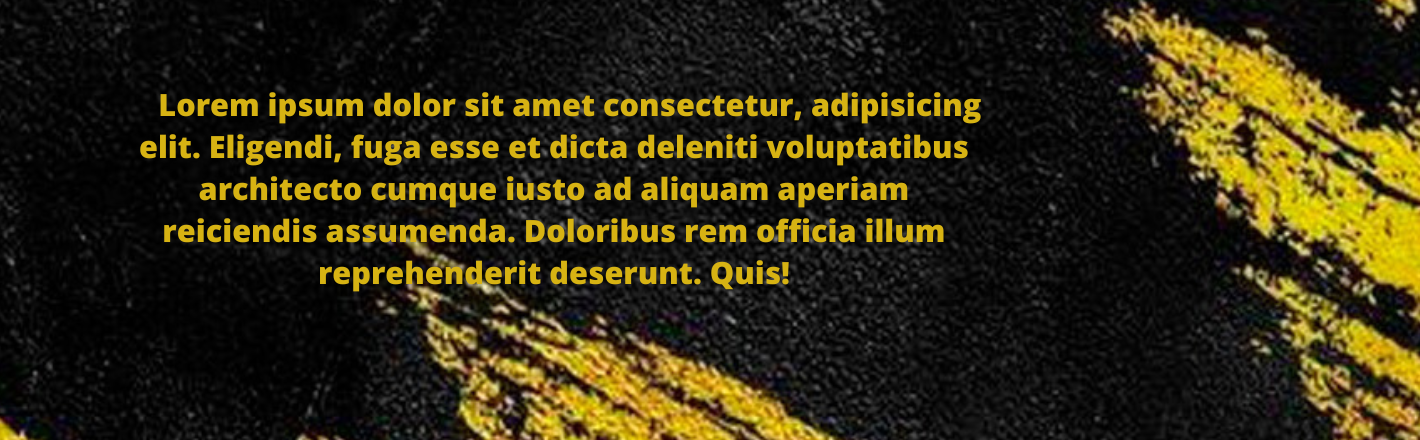 Lorem ipsum dolor sit amet consectetur, adipisicing
elit. Eligendi, fuga esse et dicta deleniti voluptatibus
architecto cumque iusto ad aliquam aperiam
reiciendis assumenda. Doloribus rem officia illum
reprehenderit deserunt. Quis!